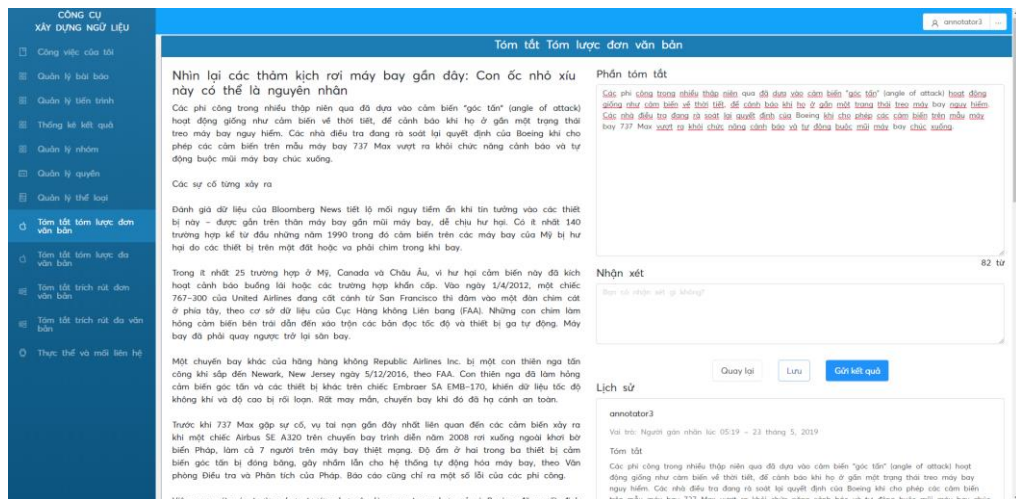 CÔNG CỤ
XÂY DỰNG NGỮ LIỆU
annotator3
Công việc của tôi
Quản lý bài báo
Quản lý tiến trình
Thống kê kết quả
Quản lý nhóm
Quản lý quyền
Quản lý thể loại
Tóm tắt tóm lược đơn
văn bản
Tóm tắt tóm lược đa
văn bản
Tóm tắt trích rút đơn
văn bản
Tóm tắt trích rút đa văn
bản
Thực thể và mối liên hệ
Tóm tắt Tóm lược đơn văn bản
Nhìn lại các thảm kịch rơi máy bay gần đây: Con ốc nhỏ xíu
này có thể là nguyên nhân
Các phi công trong nhiều thập niên qua đã dựa vào cảm biến "góc tấn" (angle of attack)
hoạt động giống như cảm biến về thời tiết, để cảnh báo khi họ ở gần một trạng thái
treo máy bay nguy hiểm. Các nhà điều tra đang rà soát lại quyết định của Boeing khi cho
phép các cảm biến trên mẫu máy bay 737 Max vượt ra khỏi chức năng cảnh báo và tự
động buộc mũi máy bay chúc xuống.
Các sự cố từng xảy ra
Đánh giá dữ liệu của Bloomberg News tiết lộ mối nguy tiềm ẩn khi tin tưởng vào các thiết
bị này – được gắn trên thân máy bay gần mũi máy bay, dễ chịu hư hại. Có ít nhất 140
trường hợp kể từ đầu những năm 1990 trong đó cảm biến trên các máy bay của Mỹ bị hư
hại do các thiết bị trên mặt đất hoặc va phải chim trong khi bay.
Trong ít nhất 25 trường hợp ở Mỹ, Canada và Châu Âu, vì hư hại cảm biến này đã kích
hoạt cảnh báo buồng lái hoặc các trường hợp khẩn cấp. Vào ngày 1/4/2012, một chiếc
767-300 của United Airlines đang cất cánh từ San Francisco thì đâm vào một đàn chim cát
ở phía tây, theo cơ sở dữ liệu của Cục Hàng không Liên bang (FAA). Những con chim làm
hỏng cảm biến bên trái dẫn đến xáo trộn các bản đọc tốc độ và thiết bị ga tự động. Máy
bay đã phải quay ngược trở lại sân bay.
Một chuyến bay khác của hãng hàng không Republic Airlines Inc. bị một con thiên nga tấn
công khi sắp đến Newark, New Jersey ngày 5/12/2016, theo FAA. Con thiên nga đã làm hỏng
cảm biến góc tấn và các thiết bị khác trên chiếc Embraer SA EMB-170, khiến dữ liệu tốc độ
không khí và độ cao bị rối loạn. Rất may mắn, chuyến bay khi đó đã hạ cánh an toàn.
Trước khi 737 Max gặp sự cố, vụ tai nạn gần đây nhất liên quan đến các cảm biến xảy ra
khi một chiếc Airbus SE A320 trên chuyến bay trình diễn năm 2008 rơi xuống ngoài khơi bờ
biển Pháp, làm cả 7 người trên máy bay thiệt mạng. Độ ẩm ở hai trong ba thiết bị cảm
biến góc tấn bị đóng băng, gây nhầm lẫn cho hệ thống tự động hóa máy bay, theo Văn
phòng Điều tra và Phân tích của Pháp. Báo cáo cũng chỉ ra một số lỗi của các phi công.
Phần tóm tắt
Các phi công trong nhiều thập niên qua đã dựa vào cảm biến "góc tấn" (angle of attack) hoạt động
giống như cảm biến về thời tiết, để cảnh báo khi họ ở gần một trạng thái treo máy bay nguy hiểm.
Các nhà điều tra đang rà soát lại quyết định của Boeing khi cho phép các cảm biến trên mẫu máy
bay 737 Max vượt ra khỏi chức năng cảnh báo và tự động buộc mũi máy bay chúc xuống.
82 từ
Nhận xét
Bạn có nhận xét gì không?
Quay lại
Lưu
Gửi kết quả
Lịch sử
annotator3
Vai trò: Người gán nhãn lúc 05:19 - 23 tháng 5, 2019
Tóm tắt
Các phi công trong nhiều thập niên qua đã dựa vào cảm biến "góc tấn" (angle of attack) hoạt
động giống như cảm biến về thời tiết, để cảnh báo khi họ ở gần một trạng thái treo máy bay
nguy hiểm. Các nhà điều tra đang rà soát lại quyết định của Boeing khi cho phép các cảm biến